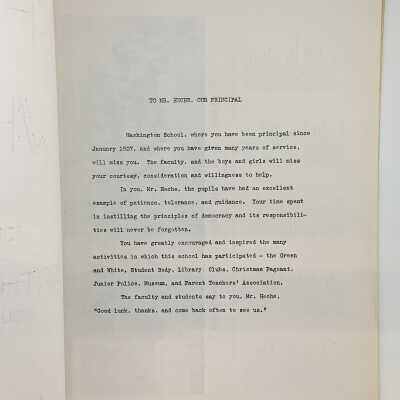 TO MR. HOCHE, OUR PRINCIPAL
Washington School, where you have been principal since
January 1927, and where you have given many years of service,
will miss you. The faculty, and the boys and girls will miss
your courtesy, consideration and willingness to help.
In you, Mr. Hoche, the pupils have had an excellent
example of patience, tolerance, and guidance. Your time spent
in instilling the principles of democracy and its responsibili-
ties will never be forgotten.
You have greatly encouraged and inspired the many
activities in which this school has participated - the Green
and White, Student Body, Library, Clubs, Christmas Pageant,
Junior Police, Museum, and Parent Teachers' Association.
The faculty and students say to you, Mr. Hoche,
"Good luck, thanks, and come back often to see us."